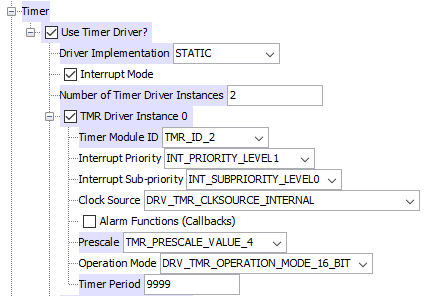 Timer
Use Timer Driver?
Driver Implementation STATIC
Interrupt Mode
Number of Timer Driver Instances 2
TMR Driver Instance 0
Timer Module ID TMR_ID_2
Interrupt Priority INT_PRIORITY_LEVEL1
Interrupt Sub-priority INT_SUBPRIORITY_LEVEL0
Clock Source DRV_TMR_CLKSOURCE_INTERNAL
Alarm Functions (Callbacks)
Prescale TMR_PRESCALE_VALUE_4
Operation Mode DRV_TMR_OPERATION_MODE_16_BIT
Timer Period 9999